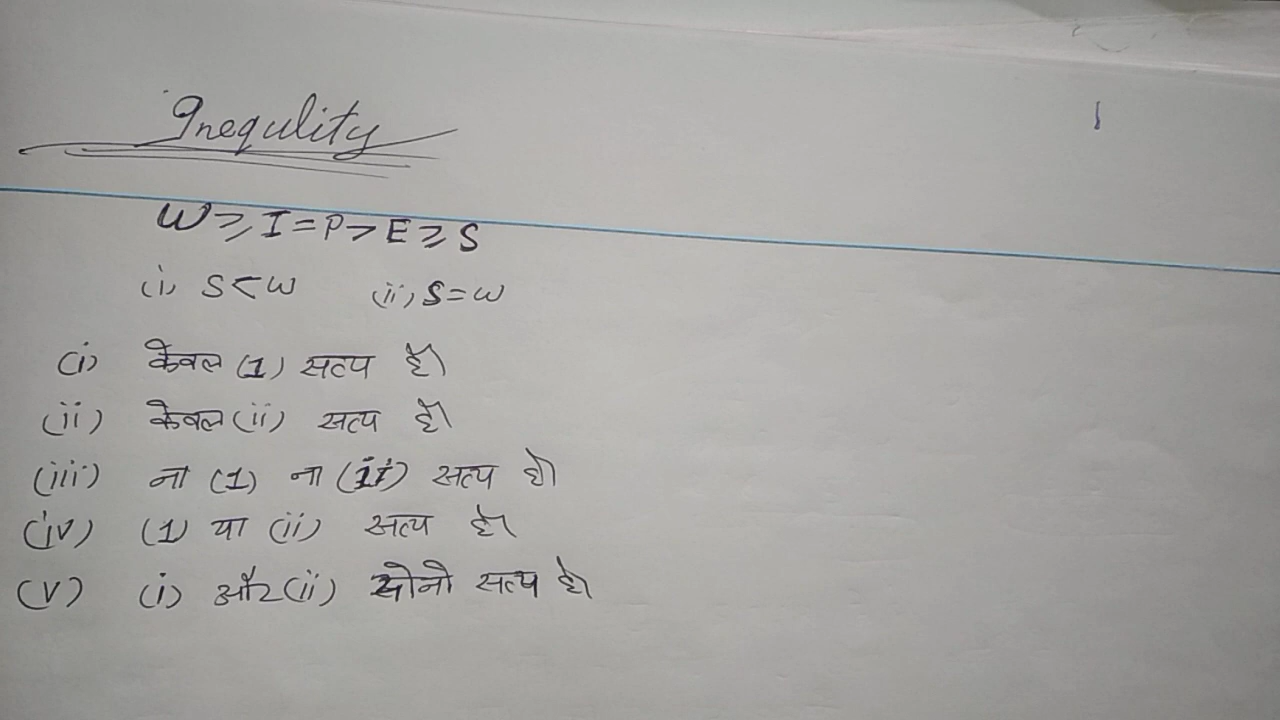 Inequlity
W ≥ I = P > E ≥ S
(i) S < W (ii) S = W
(i) केवल (1) सत्य है।
(ii) केवल (ii) सत्य है।
(iii) ना (1) ना (ii) सत्य है।
(iv) (1) या (ii) सत्य है।
(v) (i) और (ii) दोनो सत्य है।